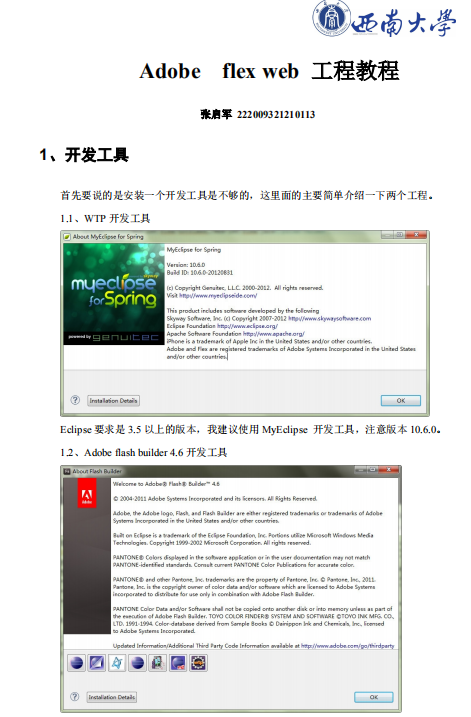 西南大学
Adobe flex web 工程教程
张启军 222009321210113
1、开发工具
首先要说的是安装一个开发工具是不够的，这里面的主要简单介绍一下两个工程。
1.1、WTP 开发工具
About MyEclipse for Spring
MyEclipse for Spring
Version: 10.6.0
Build ID: 10.6.0-20120831
(c) Copyright Genuitec, L.L.C. 2000-2012. All rights reserved.
Visit http://www.myeclipseide.com/
This product includes software developed by the following
Skyway Software, Inc. (c) Copyright 2007-2012 http://www.skywaysoftware.com
Eclipse Foundation http://www.eclipse.org/
Apache Software Foundation http://www.apache.org/
iPhone is a trademark of Apple Inc in the United States and/or other countries.
Adobe and Flex are registered trademarks of Adobe Systems Incorporated in the United States
and/or other countries.
myeclipse
for Spring
powered by genuitec
Installation Details
OK
Eclipse 要求是 3.5 以上的版本，我建议使用 MyEclipse 开发工具，注意版本 10.6.0。
1.2、Adobe flash builder 4.6 开发工具
About Flash Builder
Adobe
Welcome to Adobe® Flash® Builder™ 4.6
© 2004-2011 Adobe Systems Incorporated and its licensors. All Rights Reserved.
Adobe, the Adobe logo, Flash, and Flash Builder are either registered trademarks or trademarks of Adobe
Systems Incorporated in the United States and/or other countries.
Built on Eclipse is a trademark of the Eclipse Foundation, Inc. Portions utilize Microsoft Windows Media
Technologies. Copyright 1999-2002 Microsoft Corporation. All rights reserved.
PANTONE® Colors displayed in the software application or in the user documentation may not match
PANTONE-identified standards. Consult current PANTONE Color Publications for accurate color.
PANTONE® and other Pantone, Inc. trademarks are the property of Pantone, Inc. © Pantone, Inc., 2011.
Pantone, Inc. is the copyright owner of color data and/or software which are licensed to Adobe Systems
Incorporated to distribute for use only in combination with Adobe Flash Builder.
PANTONE Color Data and/or Software shall not be copied onto another disk or into memory unless as part of
the execution of Adobe Flash Builder. TOYO COLOR FINDER® SYSTEM AND SOFTWARE ©TOYO INK MFG. CO.,
LTD. 1991-1994. Color-database derived from Sample Books © Dainippon Ink and Chemicals, Inc., licensed
to Adobe Systems Incorporated.
Updated Information/Additional Third Party Code Information available at http://www.adobe.com/go/thirdparty
Installation Details
OK